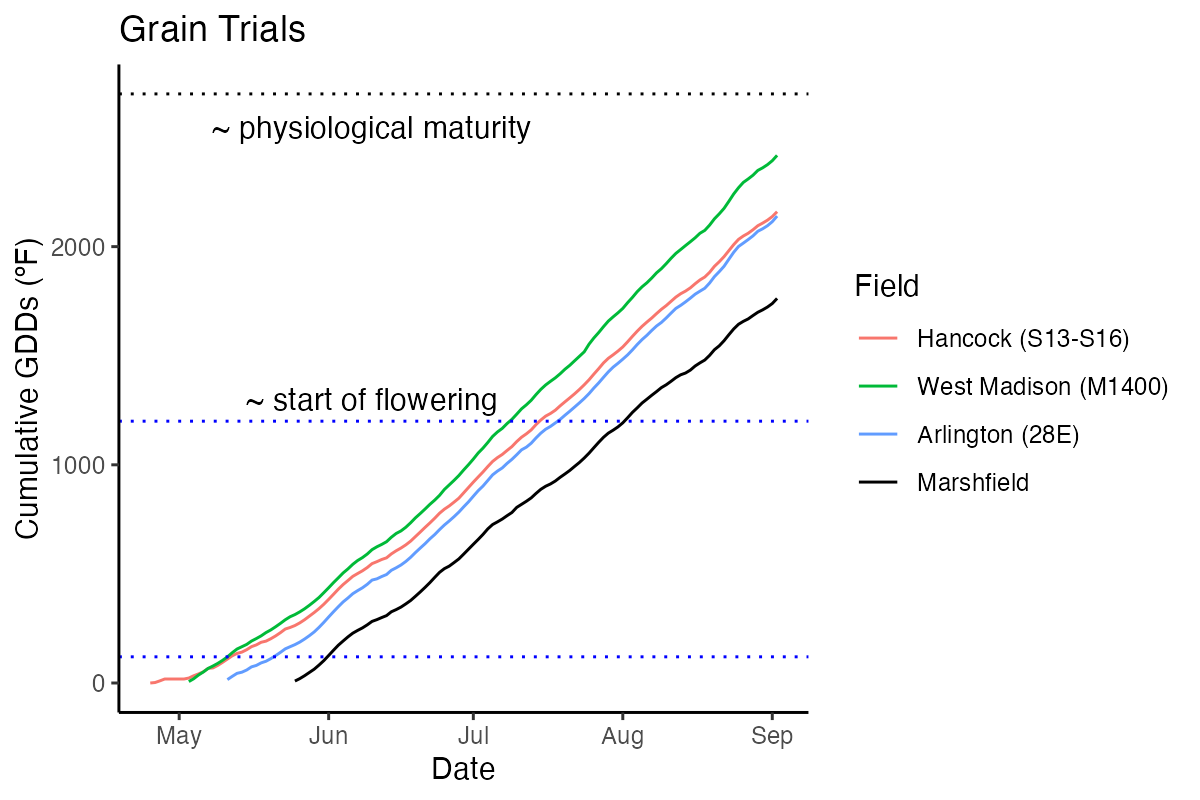 Grain Trials
~ physiological maturity
~ start of flowering
Cumulative GDDs (°F)
2000
1000
0
May
Jun
Jul
Aug
Sep
Date
Field
Hancock (S13-S16)
West Madison (M1400)
Arlington (28E)
Marshfield